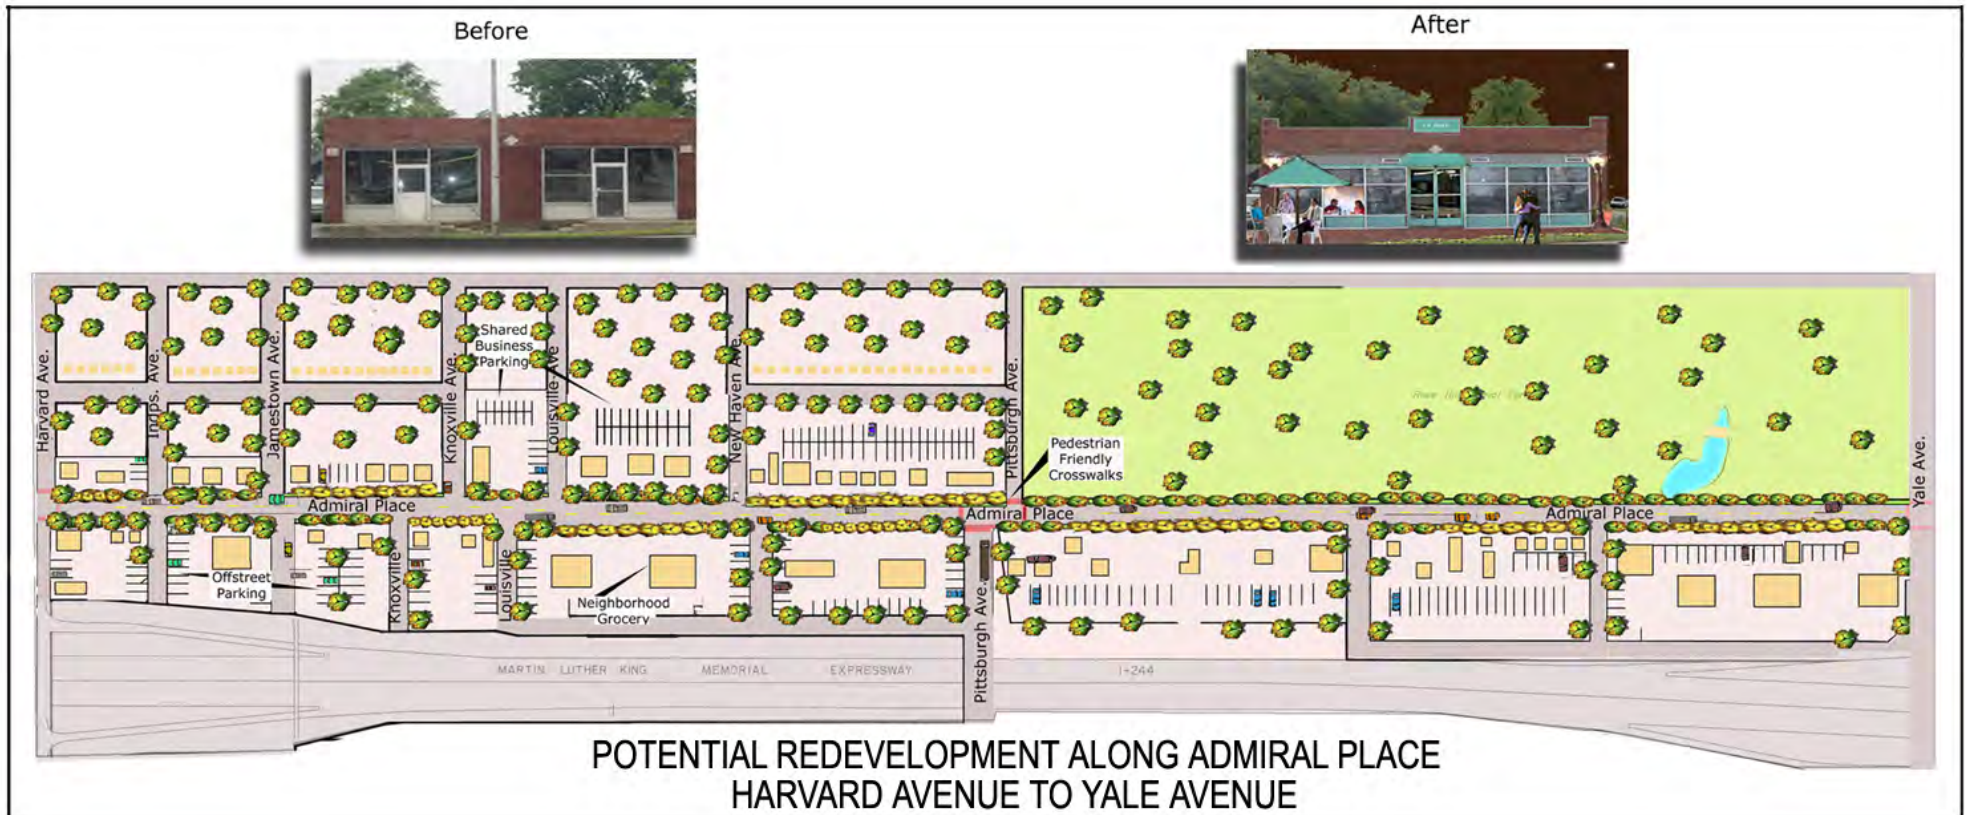 Before
After
Shared
Business
Parking
Harvard Ave.
Indps. Ave.
Jamestown Ave.
Knoxville Ave.
Louisville Ave
New Haven Ave.
Pittsburgh Ave.
Yale Ave.
Pedestrian
Friendly
Crosswalks
Admiral Place
Admiral Place
Admiral Place
Offstreet
Parking
Knoxville
Louisville
Neighborhood
Grocery
Pittsburgh Ave.
MARTIN LUTHER KING MEMORIAL EXPRESSWAY I-244
POTENTIAL REDEVELOPMENT ALONG ADMIRAL PLACE
HARVARD AVENUE TO YALE AVENUE